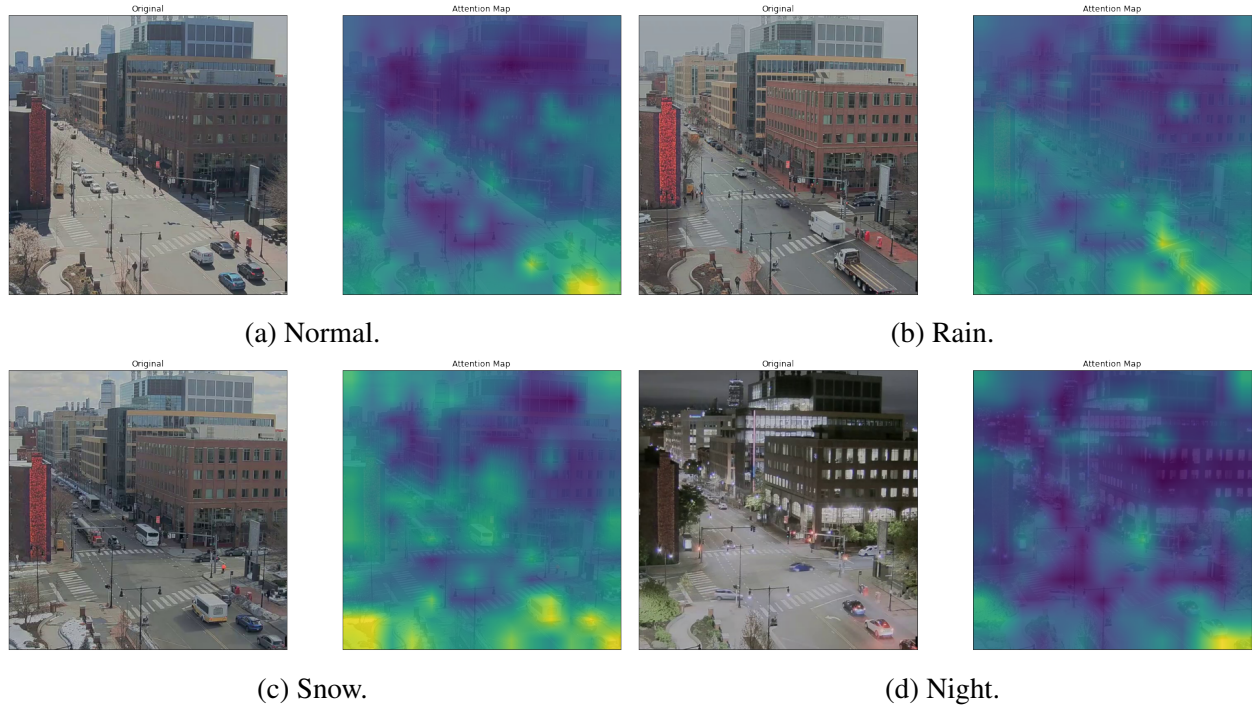 Original
Attention Map
Original
Attention Map
(a) Normal.
(b) Rain.
Original
Attention Map
Original
Attention Map
(c) Snow.
(d) Night.